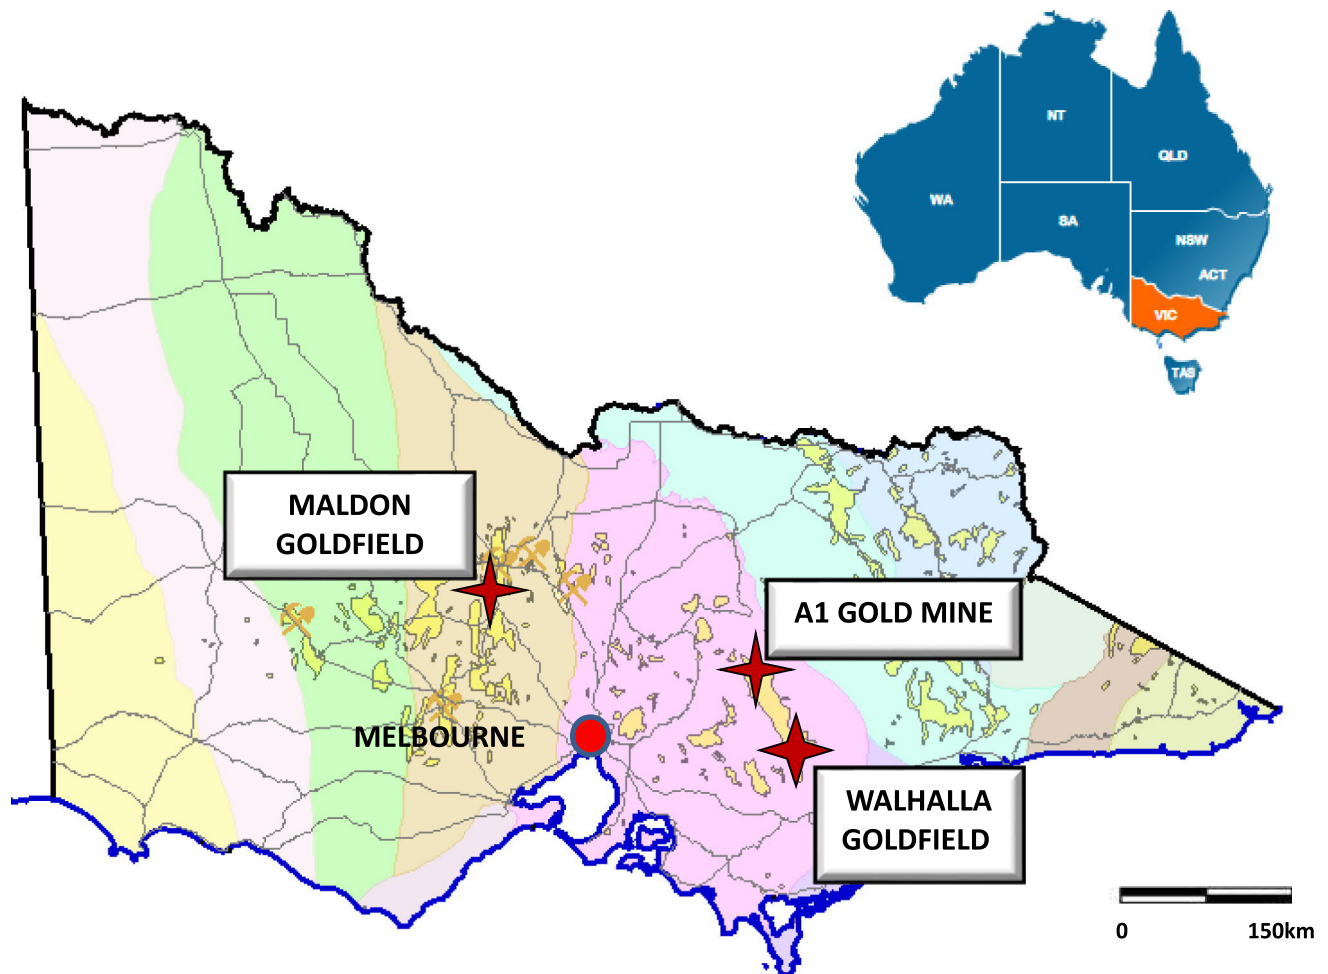 NT
QLD
WA
SA
NSW
ACT
VIC
TAS
MALDON
GOLDFIELD
A1 GOLD MINE
MELBOURNE
WALHALLA
GOLDFIELD
0 150km